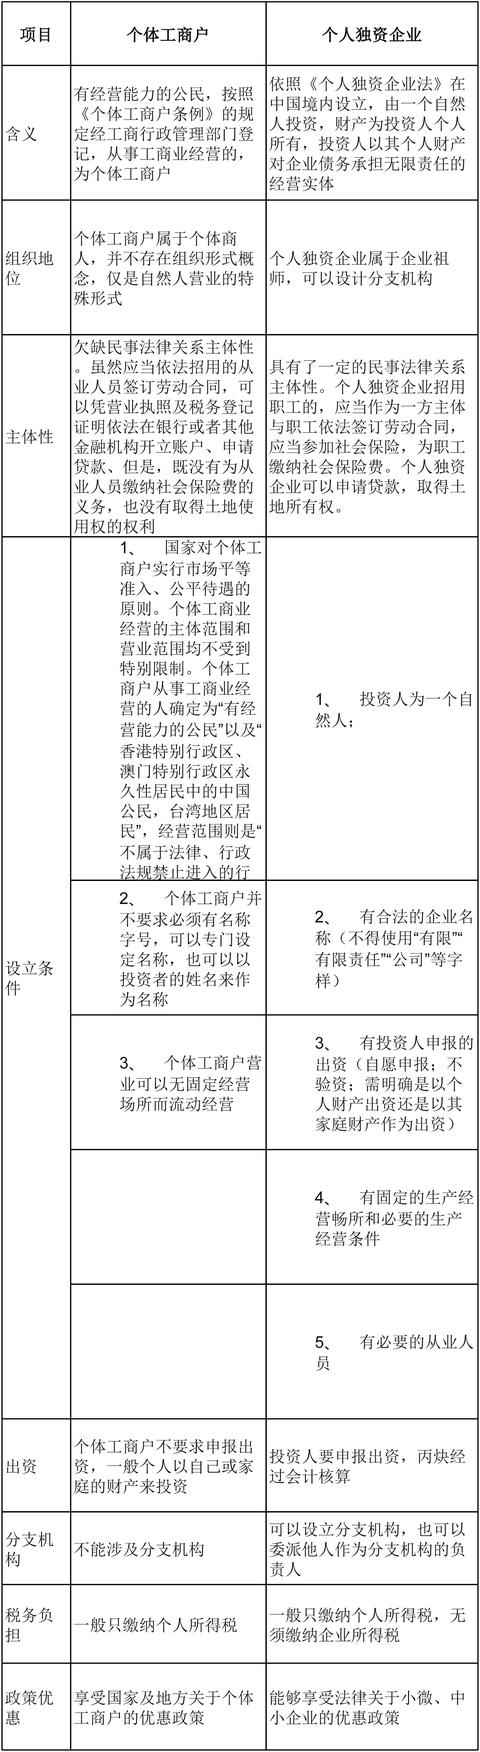 项目
个体工商户
个人独资企业
含义
有经营能力的公民，按照
《个体工商户条例》的规
定经工商行政管理部门登
记，从事工商业经营的，
为个体工商户
依照《个人独资企业法》在
中国境内设立，由一个自然
人投资，财产为投资人个人
所有，投资人以其个人财产
对企业债务承担无限责任的
经营实体
组织地
位
个体工商户属于个体商
人，并不存在组织形式概
念，仅是自然人营业的特
殊形式
个人独资企业属于企业祖
师，可以设计分支机构
主体性
欠缺民事法律关系主体性
。虽然应当依法招用的从
业人员签订劳动合同，可
以凭营业执照及税务登记
证明依法在银行或者其他
金融机构开立账户、申请
贷款、但是，既没有为从
业人员缴纳社会保险费的
义务，也没有取得土地使
用权的权利
具有了一定的民事法律关系
主体性。个人独资企业招用
职工的，应当作为一方主体
与职工依法签订劳动合同，
应当参加社会保险，为职工
缴纳社会保险费。个人独资
企业可以申请贷款，取得土
地所有权。
设立条
件
1、 国家对个体工
商户实行市场平等
准入、公平待遇的
原则。个体工商业
经营的主体范围和
营业范围均不受到
特别限制。个体工
商户从事工商业经
营的人确定为“有经
营能力的公民”以及“
香港特别行政区、
澳门特别行政区永
久性居民中的中国
公民，台湾地区居
民”，经营范围则是“
不属于法律、行政
法规禁止进入的行
1、 投资人为一个自
然人；
2、 个体工商户并
不要求必须有名称
字号，可以专门设
定名称，也可以以
投资者的姓名来作
为名称
2、 有合法的企业名
称（不得使用“有限”“
有限责任”“公司”等字
样）
3、 个体工商户营
业可以无固定经营
场所而流动经营
3、 有投资人申报的
出资（自愿申报；不
验资；需明确是以个
人财产出资还是以其
家庭财产作为出资）
4、 有固定的生产经
营畅所和必要的生产
经营条件
5、 有必要的从业人
员
出资
个体工商户不要求申报出
资，一般个人以自己或家
庭的财产来投资
投资人要申报出资，丙炔经
过会计核算
分支机
构
不能涉及分支机构
可以设立分支机构，也可以
委派他人作为分支机构的负
责人
税务负
担
一般只缴纳个人所得税
一般只缴纳个人所得税，无
须缴纳企业所得税
政策优
惠
享受国家及地方关于个体
工商户的优惠政策
能够享受法律关于小微、中
小企业的优惠政策